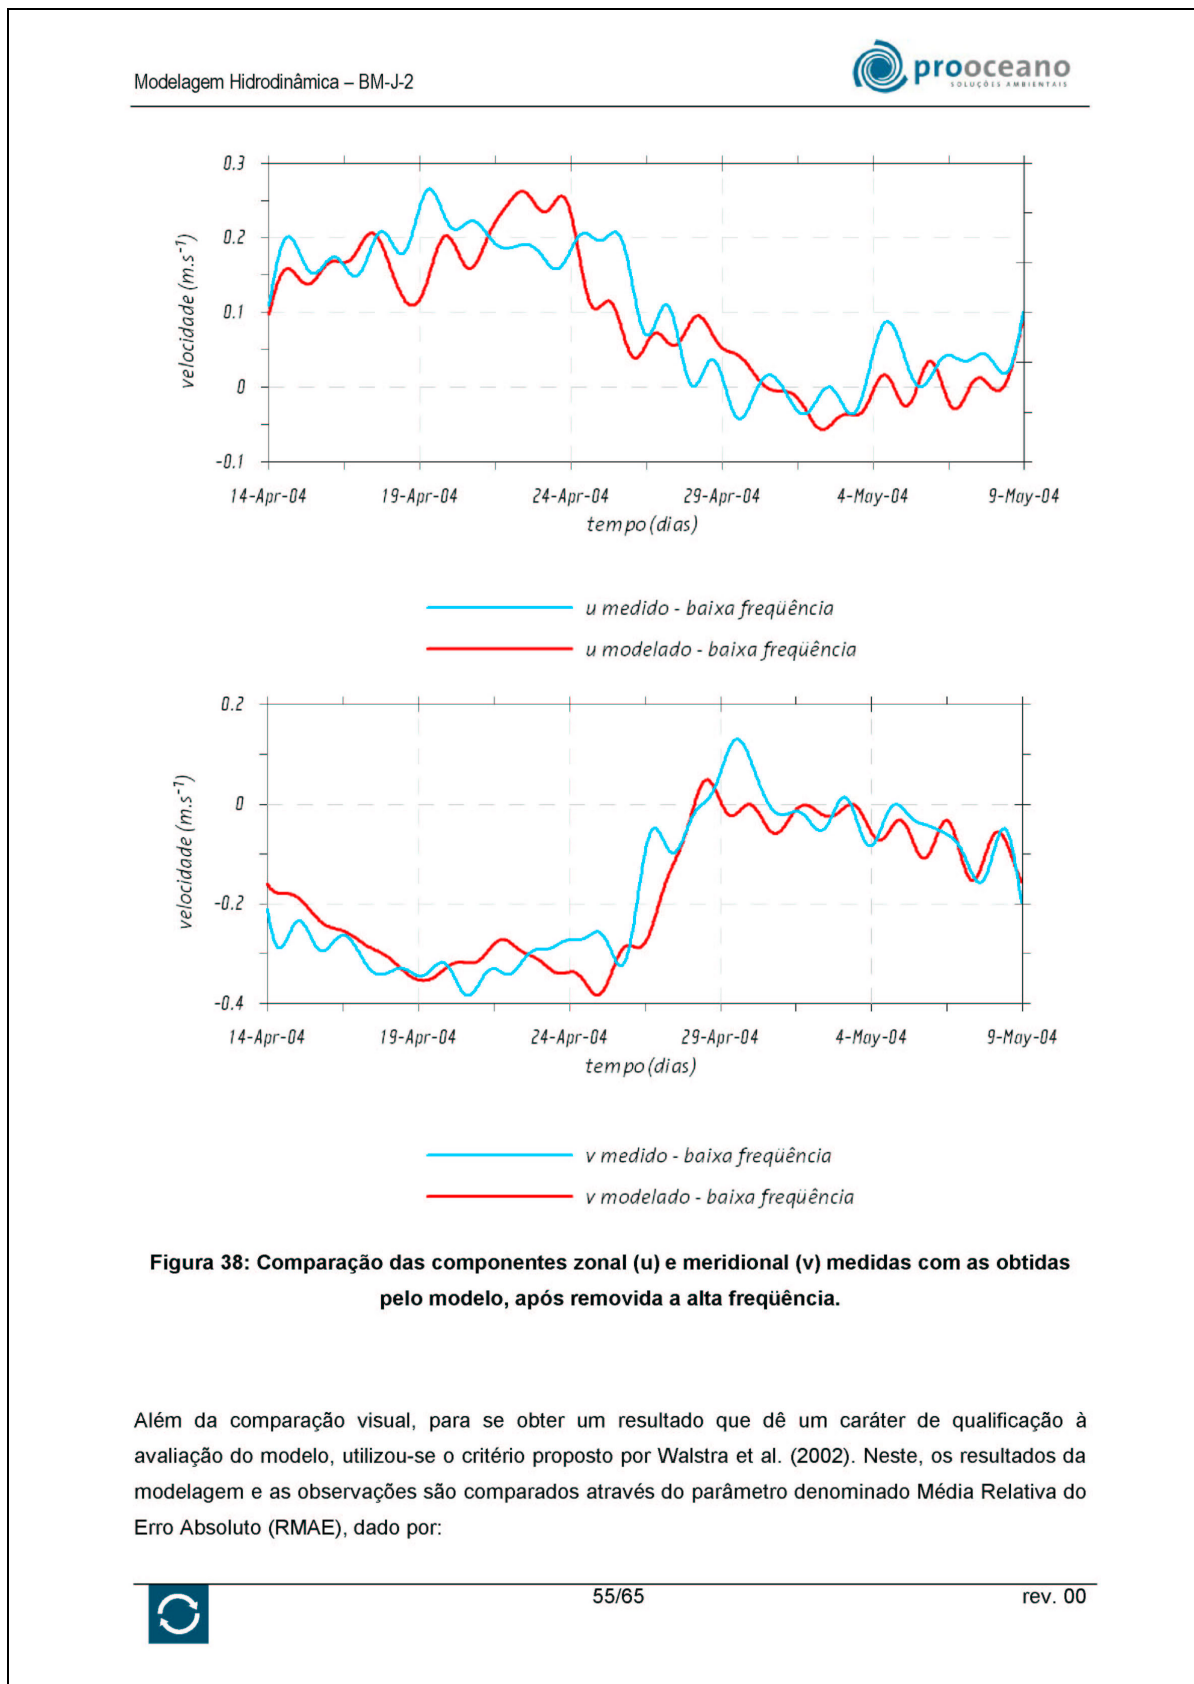 Modelagem Hidrodinâmica – BM-J-2
prooceano
SOLUÇÕES AMBIENTAIS
0.3
0.2
0.1
0
-0.1
velocidade (m.s-1)
14-Apr-04 19-Apr-04 24-Apr-04 29-Apr-04 4-May-04 9-May-04
tempo (dias)
u medido - baixa freqüência
u modelado - baixa freqüência
0.2
0
-0.2
-0.4
velocidade (m.s-1)
14-Apr-04 19-Apr-04 24-Apr-04 29-Apr-04 4-May-04 9-May-04
tempo (dias)
v medido - baixa freqüência
v modelado - baixa freqüência
Figura 38: Comparação das componentes zonal (u) e meridional (v) medidas com as obtidas
pelo modelo, após removida a alta freqüência.
Além da comparação visual, para se obter um resultado que dê um caráter de qualificação à
avaliação do modelo, utilizou-se o critério proposto por Walstra et al. (2002). Neste, os resultados da
modelagem e as observações são comparados através do parâmetro denominado Média Relativa do
Erro Absoluto (RMAE), dado por:
55/65
rev. 00